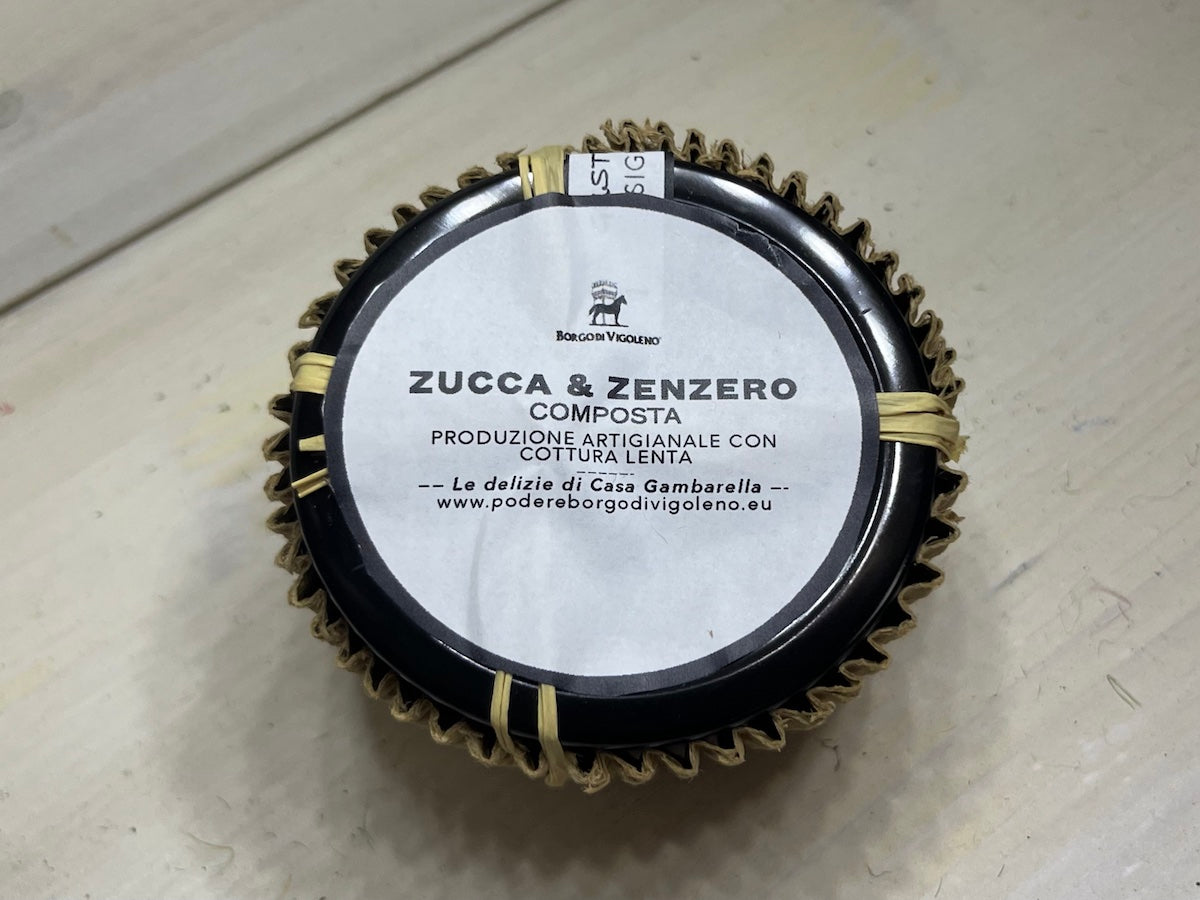 BORGO DI VIGOLENO
ZUCCA & ZENZERO
COMPOSTA
PRODUZIONE ARTIGIANALE CON
COTTURA LENTA
------
-- Le delizie di Casa Gambarella --
www.podereborgodivigoleno.eu
SIG